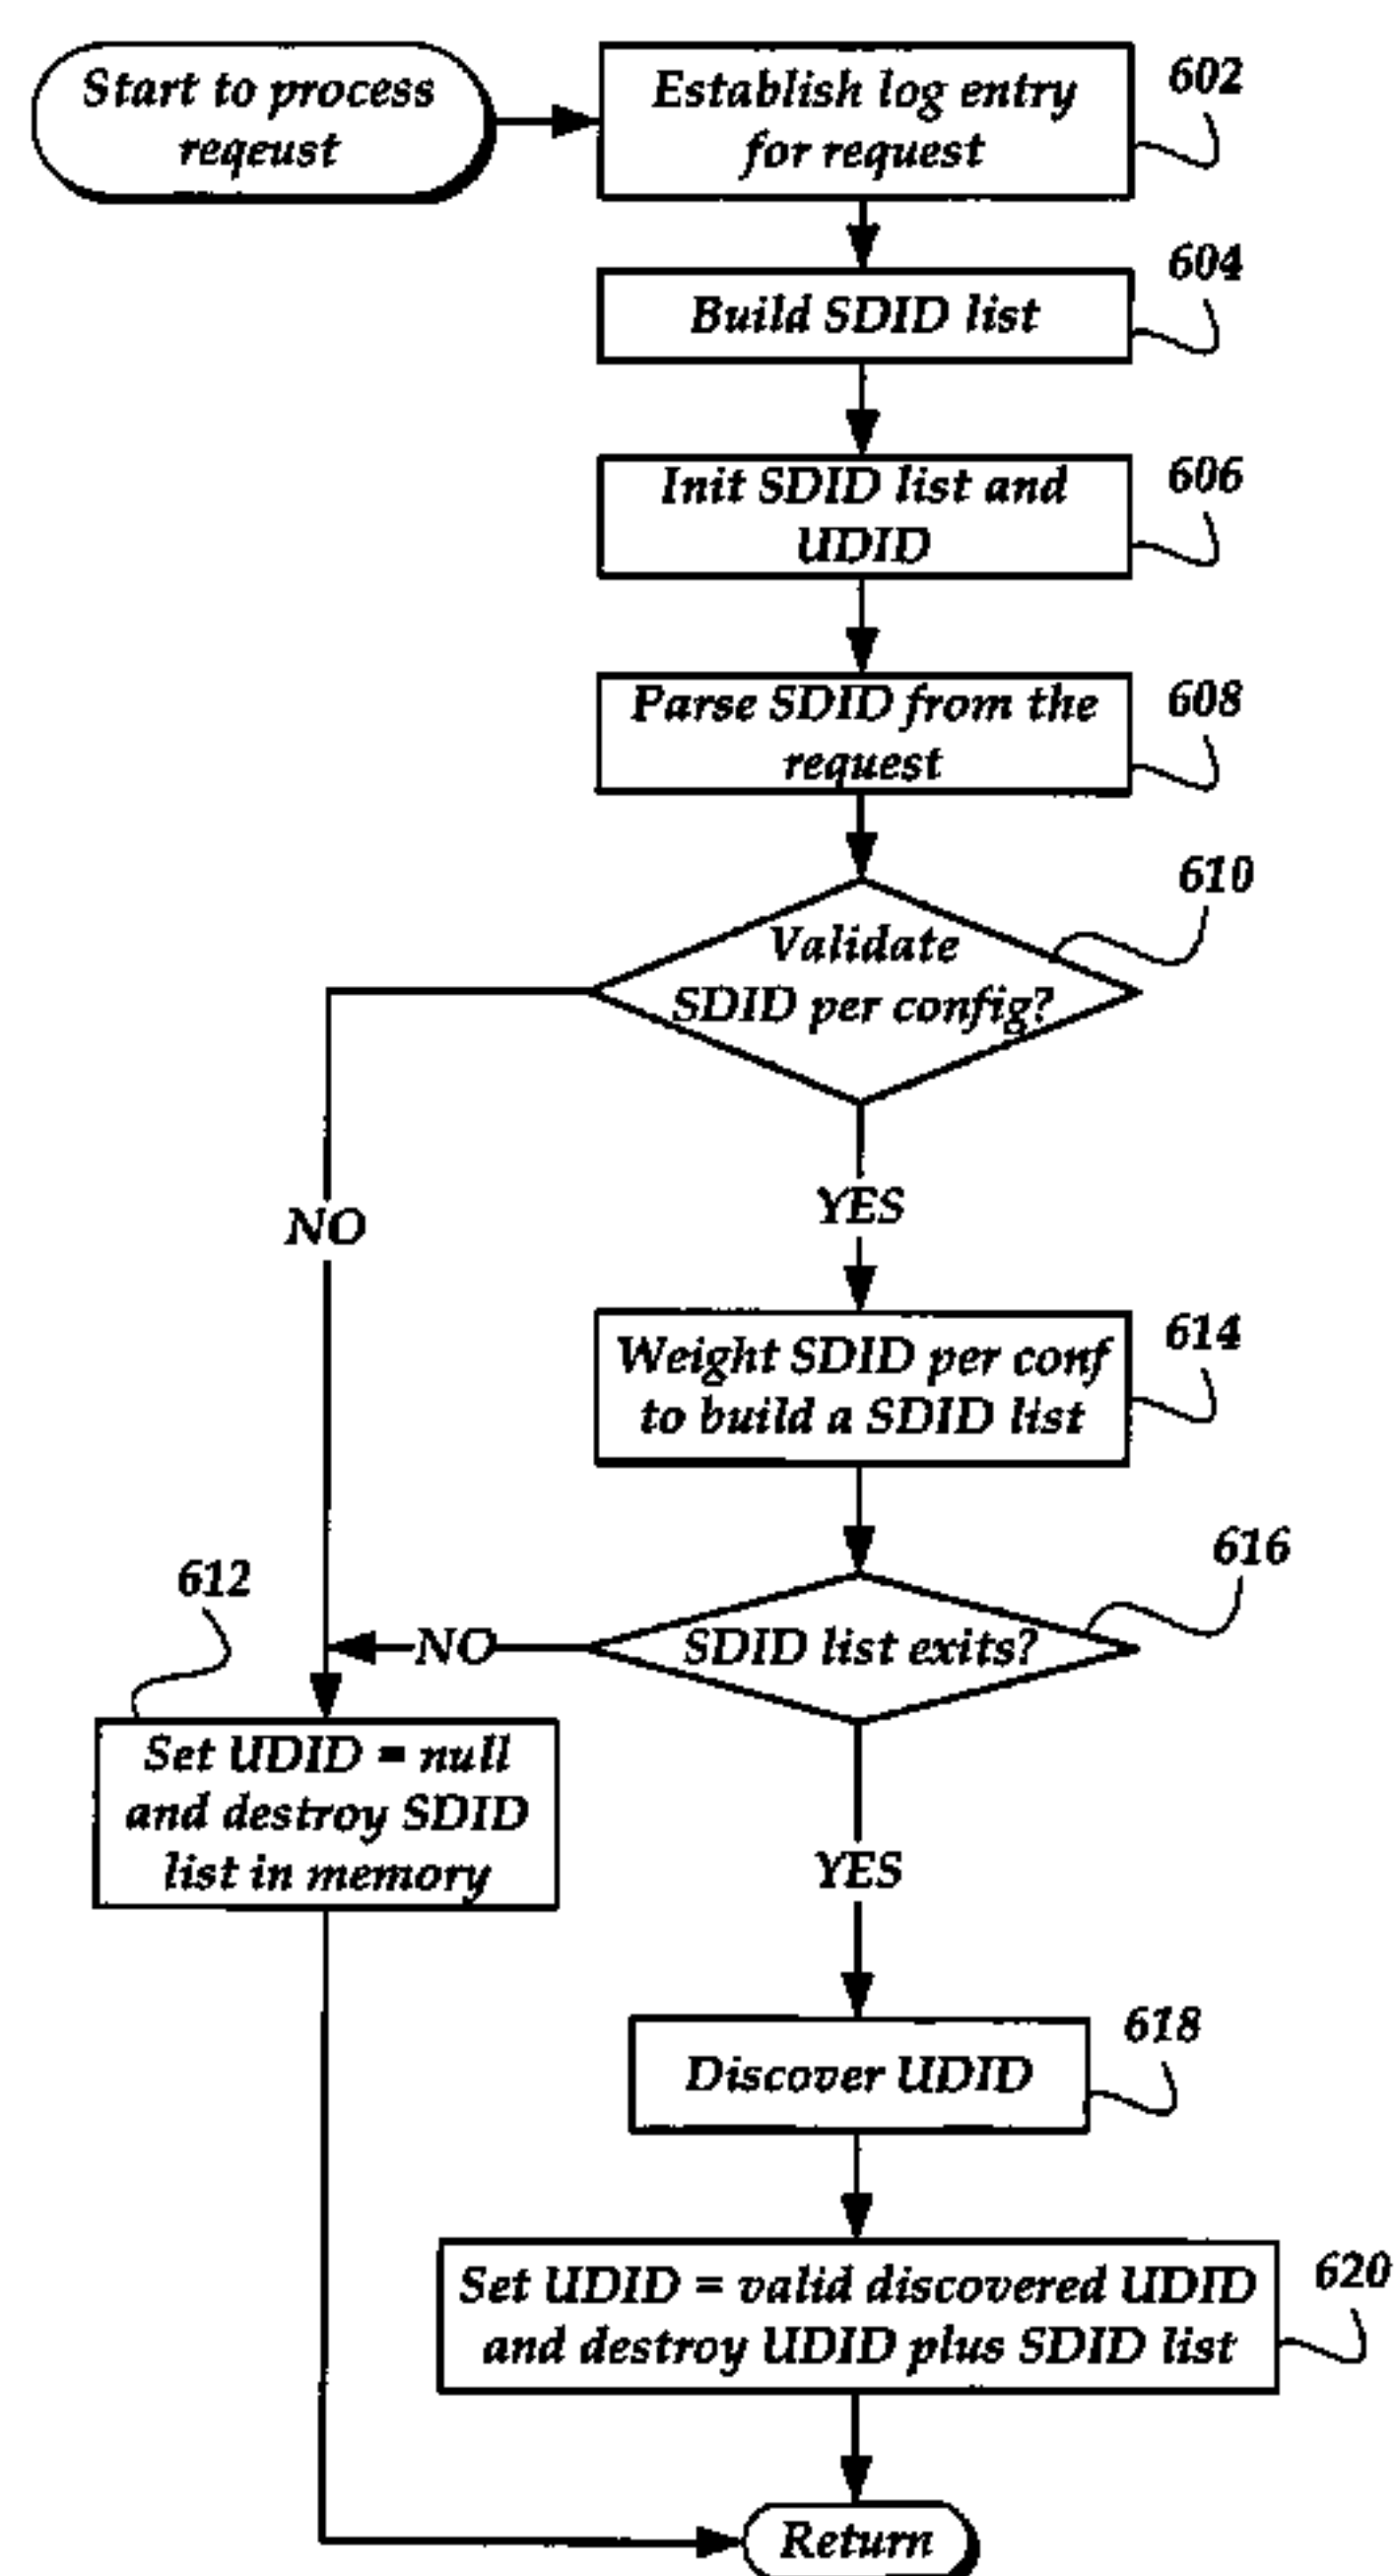 Start to process
reqeust
Establish log entry
for request
602
Build SDID list
604
Init SDID list and
UDID
606
Parse SDID from the
request
608
Validate
SDID per config?
610
NO
YES
Weight SDID per conf
to build a SDID list
614
612
NO
SDID list exits?
616
Set UDID = null
and destroy SDID
list in memory
YES
Discover UDID
618
Set UDID = valid discovered UDID
and destroy UDID plus SDID list
620
Return